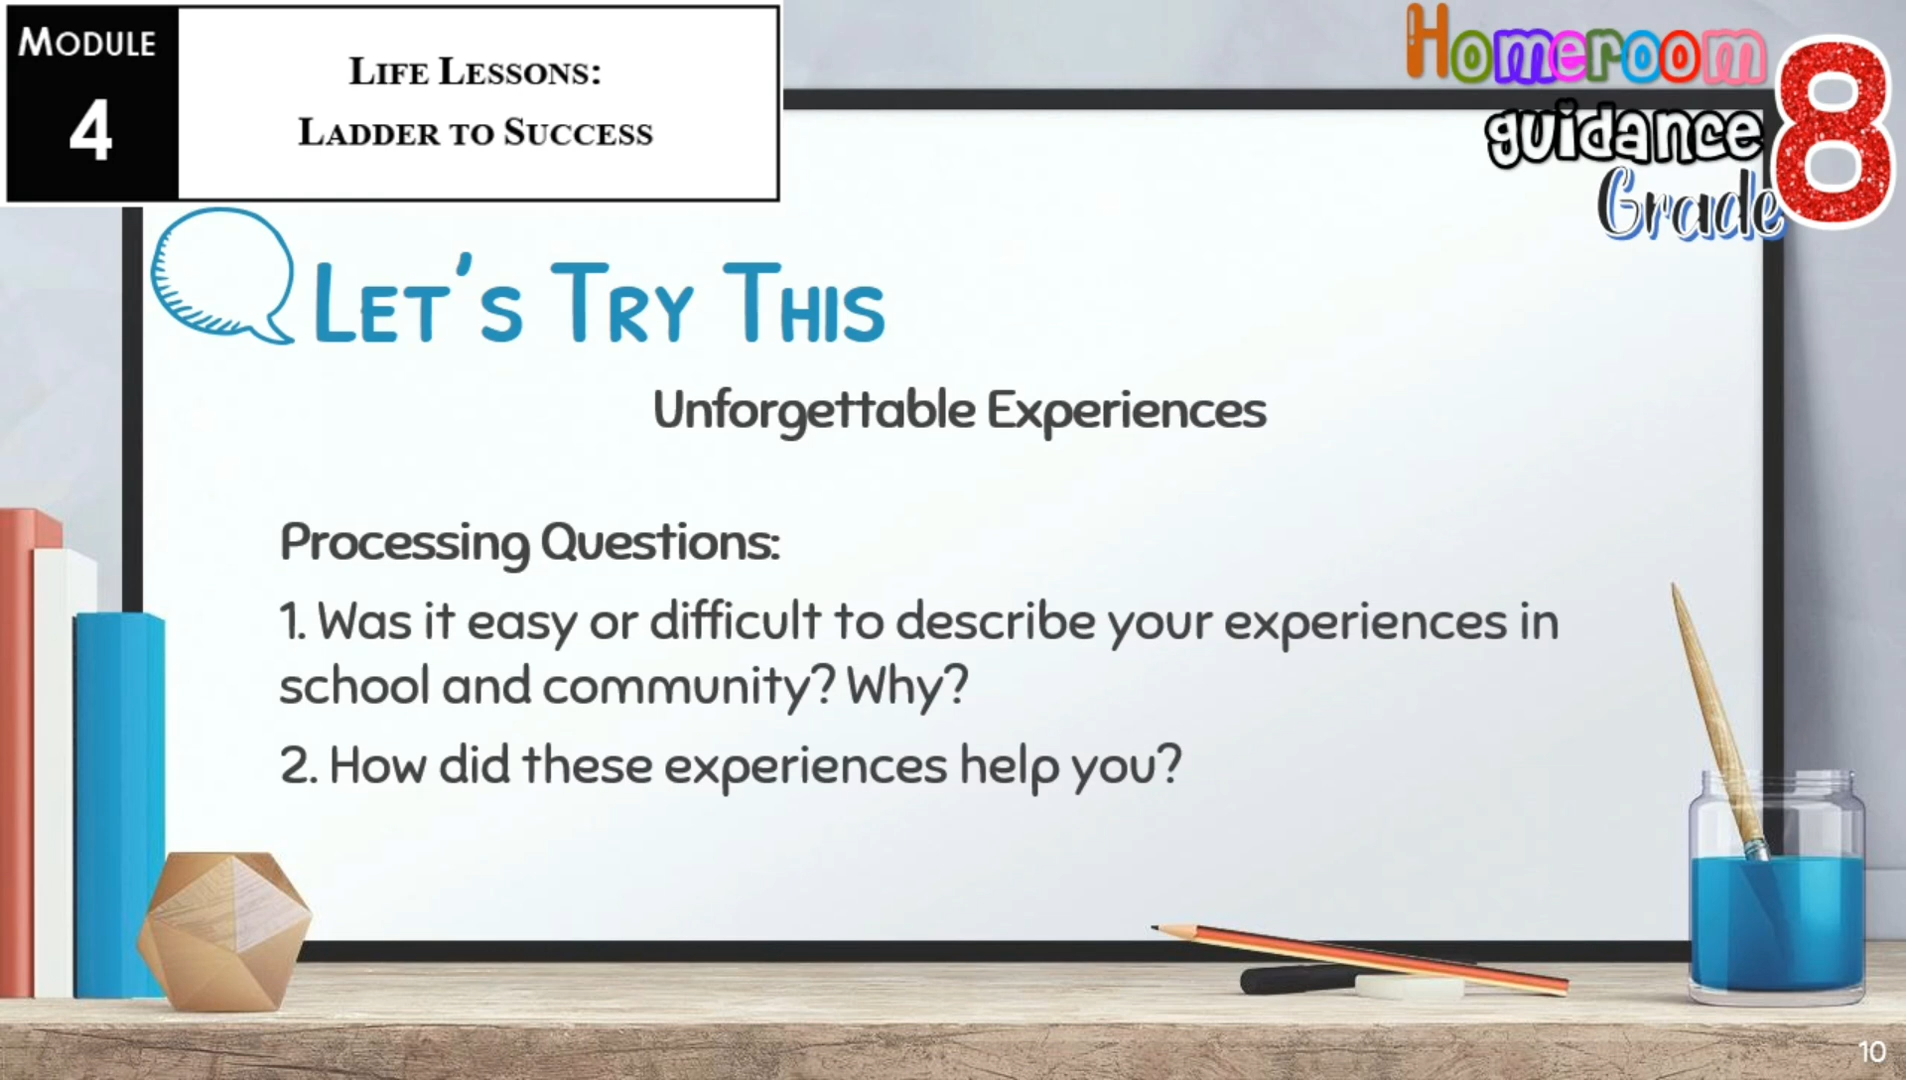 MODULE
4
LIFE LESSONS:
LADDER TO SUCCESS
Homeroom
guidance
Grade 8
LET'S TRY THIS
Unforgettable Experiences
Processing Questions:
1. Was it easy or difficult to describe your experiences in
school and community? Why?
2. How did these experiences help you?
10